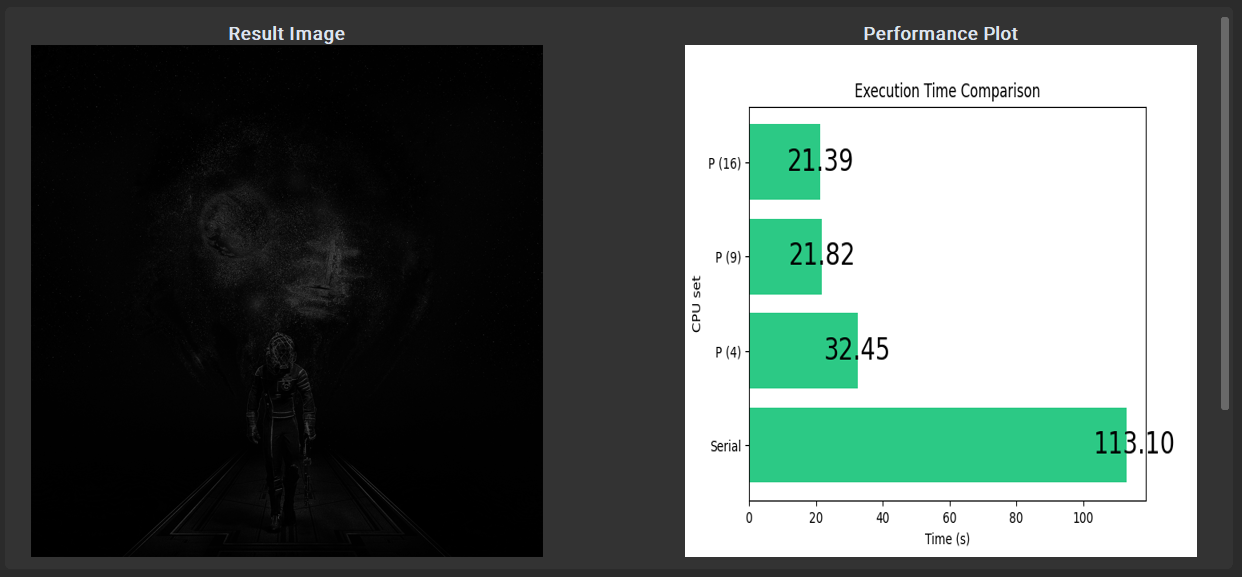 Result Image
Performance Plot
Execution Time Comparison
P (16)
21.39
P (9)
21.82
P (4)
32.45
Serial
113.10
CPU set
0 20 40 60 80 100
Time (s)